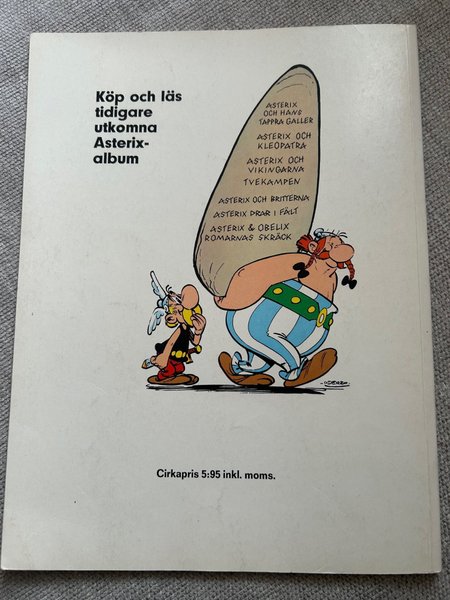 Köp och läs
tidigare
utkomna
Asterix-
album
ASTERIX
OCH HANS
TAPPRA GALLER
ASTERIX OCH
KLEOPATRA
ASTERIX OCH
VIKINGARNA
TVEKAMPEN
ASTERIX OCH BRITTERNA
ASTERIX DRAR I FÄLT
ASTERIX & OBELIX
ROMARNAS SKRÄCK
-UDERZO-
Cirkapris 5:95 inkl. moms.